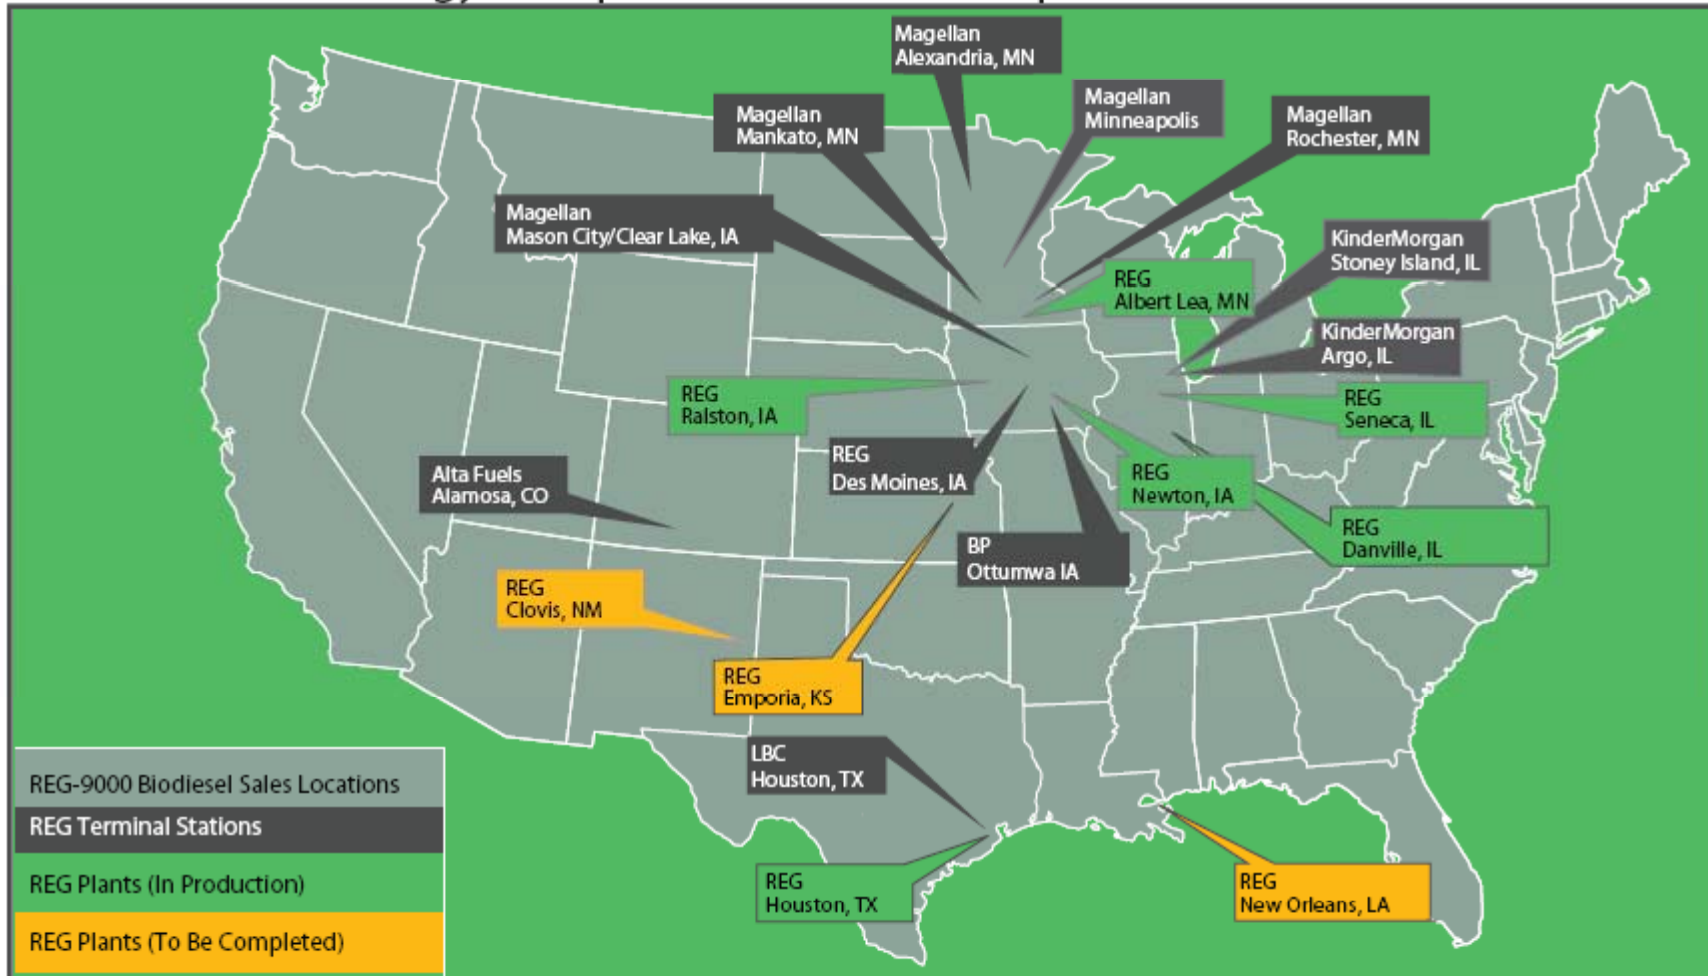 Magellan
Alexandria, MN
Magellan
Minneapolis
Magellan
Mankato, MN
Magellan
Rochester, MN
Magellan
Mason City/Clear Lake, IA
KinderMorgan
Stoney Island, IL
REG
Albert Lea, MN
KinderMorgan
Argo, IL
REG
Ralston, IA
REG
Seneca, IL
REG
Des Moines, IA
Alta Fuels
Alamosa, CO
REG
Newton, IA
REG
Danville, IL
BP
Ottumwa IA
REG
Clovis, NM
REG
Emporia, KS
LBC
Houston, TX
REG
Houston, TX
REG
New Orleans, LA
REG-9000 Biodiesel Sales Locations
REG Terminal Stations
REG Plants (In Production)
REG Plants (To Be Completed)